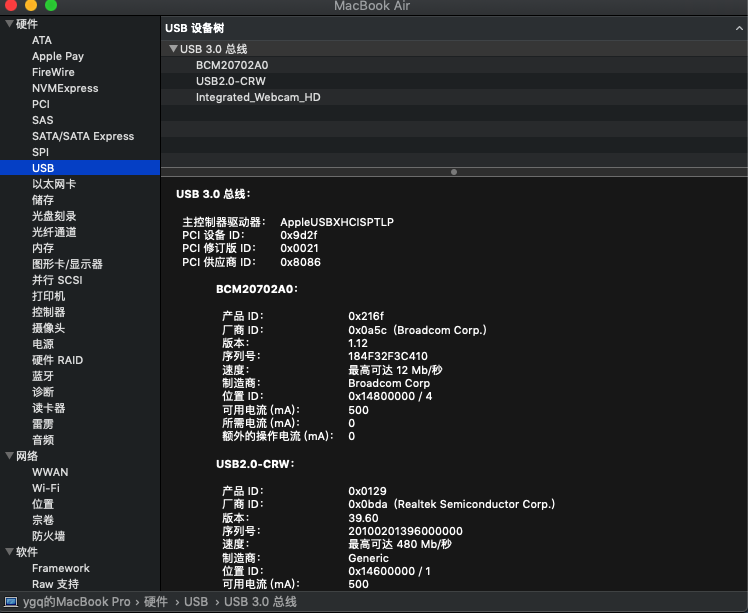 MacBook Air
硬件
ATA
Apple Pay
FireWire
NVMExpress
PCI
SAS
SATA/SATA Express
SPI
USB
以太网卡
储存
光盘刻录
光纤通道
内存
图形卡/显示器
并行 SCSI
打印机
控制器
摄像头
电源
硬件 RAID
蓝牙
诊断
读卡器
雷雳
音频
网络
WWAN
Wi-Fi
位置
宗卷
防火墙
软件
Framework
Raw 支持
USB 设备树
USB 3.0 总线
BCM20702A0
USB2.0-CRW
Integrated_Webcam_HD
USB 3.0 总线:
主控制器驱动器: AppleUSBXHCISPTLP
PCI 设备 ID: 0x9d2f
PCI 修订版 ID: 0x0021
PCI 供应商 ID: 0x8086
BCM20702A0:
产品 ID: 0x216f
厂商 ID: 0x0a5c (Broadcom Corp.)
版本: 1.12
序列号: 184F32F3C410
速度: 最高可达 12 Mb/秒
制造商: Broadcom Corp
位置 ID: 0x14800000 / 4
可用电流 (mA): 500
所需电流 (mA): 0
额外的操作电流 (mA): 0
USB2.0-CRW:
产品 ID: 0x0129
厂商 ID: 0x0bda (Realtek Semiconductor Corp.)
版本: 39.60
序列号: 20100201396000000
速度: 最高可达 480 Mb/秒
制造商: Generic
位置 ID: 0x14600000 / 1
可用电流 (mA): 500
ygq的MacBook Pro › 硬件 › USB › USB 3.0 总线